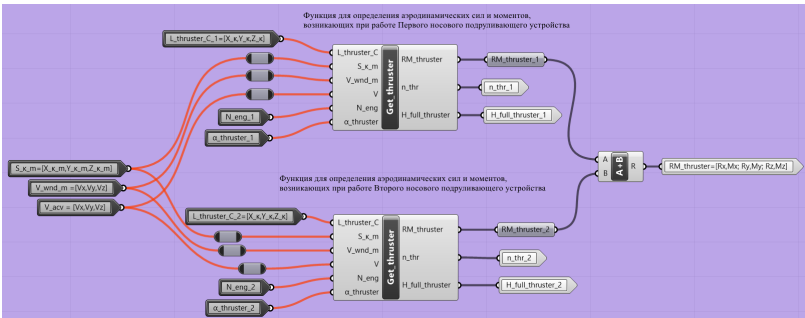 Функция для определения аэродинамических сил и моментов,
возникающих при работе Первого носового подруливающего устройства
L_thruster_C_1=[X_к,Y_к,Z_к]
L_thruster_C
S_к_m
V_wnd_m
V
N_eng
α_thruster
Get_thruster
RM_thruster
n_thr
H_full_thruster
RM_thruster_1
n_thr_1
H_full_thruster_1
N_eng_1
α_thruster_1
S_к_m=[X_к_m,Y_к_m,Z_к_m]
V_wnd_m =[Vx,Vy,Vz]
V_acv = [Vx,Vy,Vz]
A
B
A+B
R
RM_thruster=[Rx,Mx; Ry,My; Rz,Mz]
Функция для определения аэродинамических сил и моментов,
возникающих при работе Второго носового подруливающего устройства
L_thruster_C_2=[X_к,Y_к,Z_к]
L_thruster_C
S_к_m
V_wnd_m
V
N_eng
α_thruster
Get_thruster
RM_thruster
n_thr
H_full_thruster
RM_thruster_2
n_thr_2
H_full_thruster_2
N_eng_2
α_thruster_2